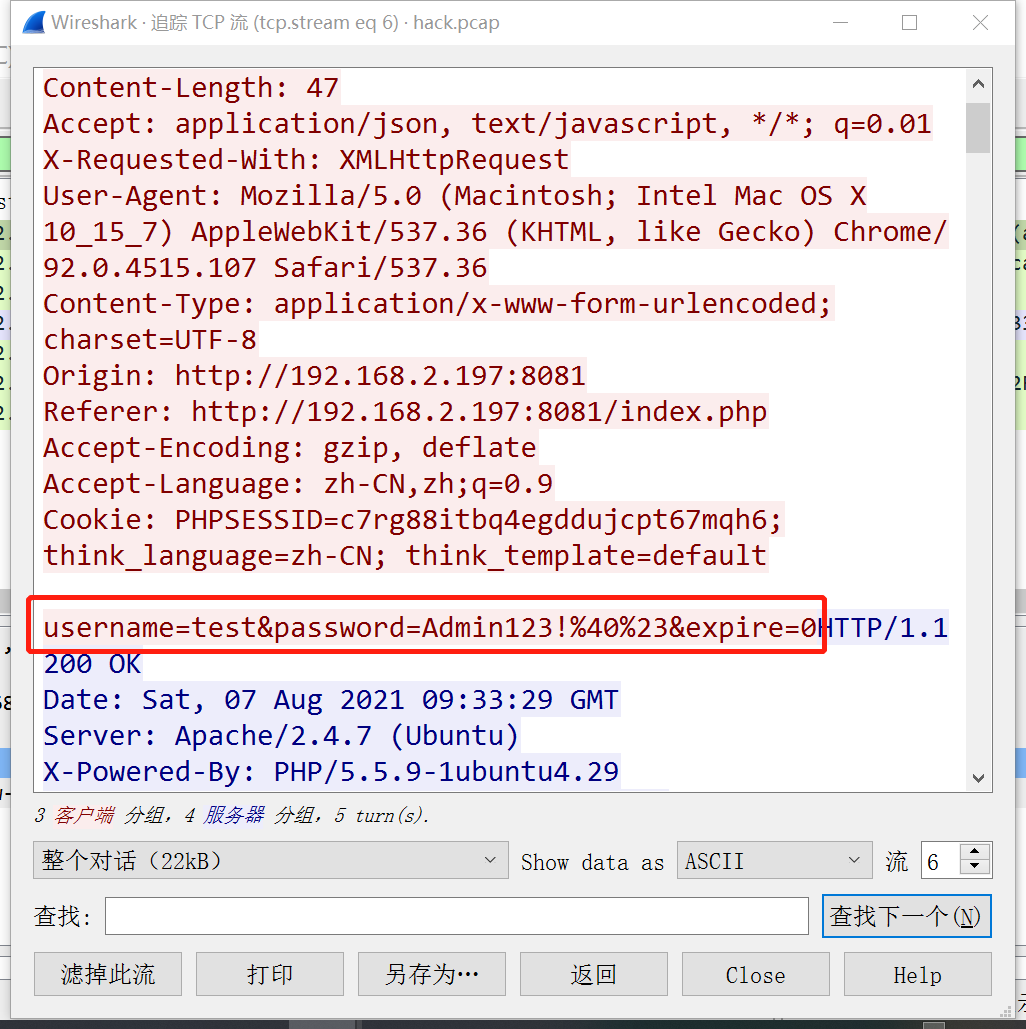 Wireshark · 追踪 TCP 流 (tcp.stream eq 6) · hack.pcap
Content-Length: 47
Accept: application/json, text/javascript, */*; q=0.01
X-Requested-With: XMLHttpRequest
User-Agent: Mozilla/5.0 (Macintosh; Intel Mac OS X
10_15_7) AppleWebKit/537.36 (KHTML, like Gecko) Chrome/
92.0.4515.107 Safari/537.36
Content-Type: application/x-www-form-urlencoded;
charset=UTF-8
Origin: http://192.168.2.197:8081
Referer: http://192.168.2.197:8081/index.php
Accept-Encoding: gzip, deflate
Accept-Language: zh-CN,zh;q=0.9
Cookie: PHPSESSID=c7rg88itbq4egddujcpt67mqh6;
think_language=zh-CN; think_template=default
username=test&password=Admin123!%40%23&expire=0HTTP/1.1
200 OK
Date: Sat, 07 Aug 2021 09:33:29 GMT
Server: Apache/2.4.7 (Ubuntu)
X-Powered-By: PHP/5.5.9-1ubuntu4.29
3 客户端 分组, 4 服务器 分组, 5 turn(s).
整个对话 (22kB) Show data as ASCII 流 6
查找: 查找下一个(N)
滤掉此流 打印 另存为… 返回 Close Help